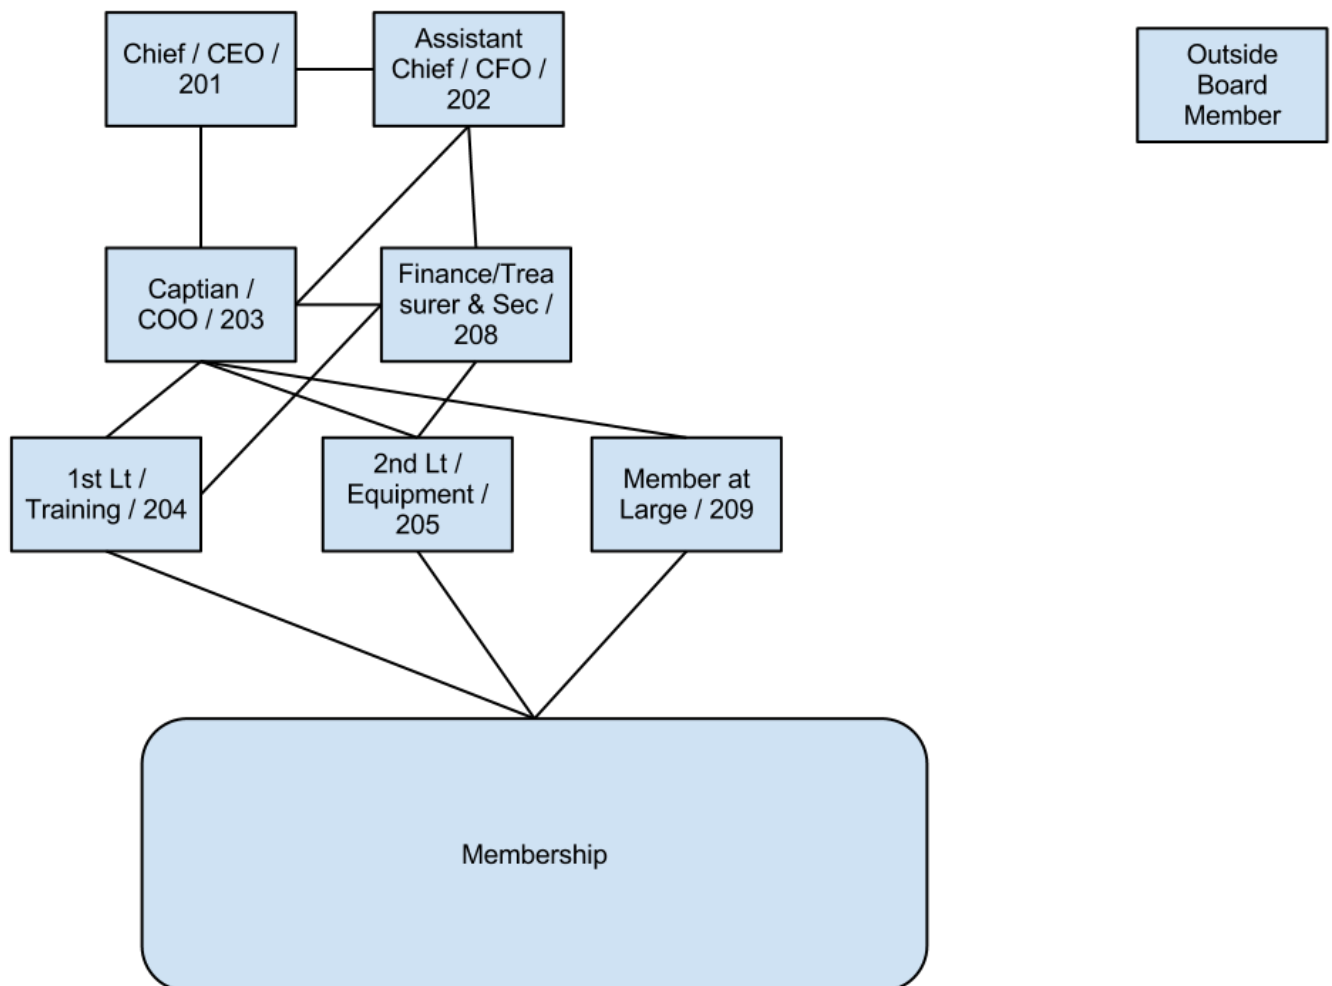 Chief / CEO /
201
Assistant
Chief / CFO /
202
Outside
Board
Member
Captian /
COO / 203
Finance/Trea
surer & Sec /
208
1st Lt /
Training / 204
2nd Lt /
Equipment /
205
Member at
Large / 209
Membership